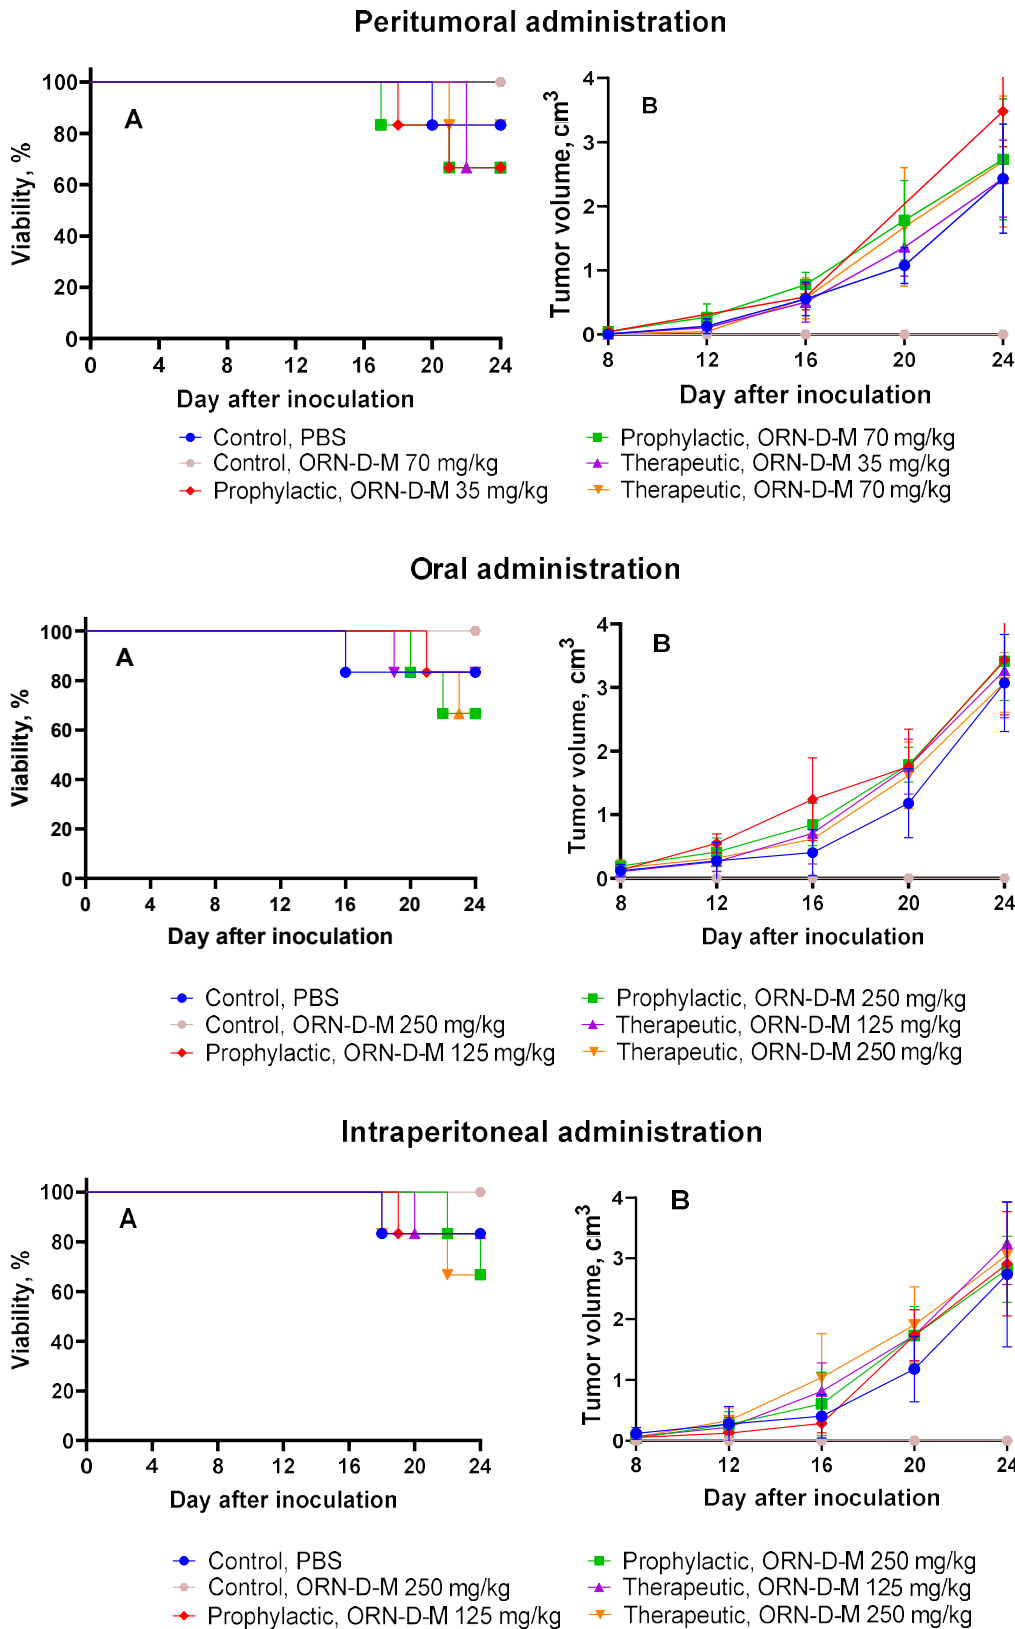 Peritumoral administration
A
Viability, %
100
80
60
40
20
0
0 4 8 12 16 20 24
Day after inoculation
B
Tumor volume, cm3
4
3
2
1
0
8 12 16 20 24
Day after inoculation
Control, PBS
Control, ORN-D-M 70 mg/kg
Prophylactic, ORN-D-M 35 mg/kg
Prophylactic, ORN-D-M 70 mg/kg
Therapeutic, ORN-D-M 35 mg/kg
Therapeutic, ORN-D-M 70 mg/kg
Oral administration
A
Viability, %
100
80
60
40
20
0
0 4 8 12 16 20 24
Day after inoculation
B
Tumor volume, cm3
4
3
2
1
0
8 12 16 20 24
Day after inoculation
Control, PBS
Control, ORN-D-M 250 mg/kg
Prophylactic, ORN-D-M 125 mg/kg
Prophylactic, ORN-D-M 250 mg/kg
Therapeutic, ORN-D-M 125 mg/kg
Therapeutic, ORN-D-M 250 mg/kg
Intraperitoneal administration
A
Viability, %
100
80
60
40
20
0
0 4 8 12 16 20 24
Day after inoculation
B
Tumor volume, cm3
4
3
2
1
0
8 12 16 20 24
Day after inoculation
Control, PBS
Control, ORN-D-M 250 mg/kg
Prophylactic, ORN-D-M 125 mg/kg
Prophylactic, ORN-D-M 250 mg/kg
Therapeutic, ORN-D-M 125 mg/kg
Therapeutic, ORN-D-M 250 mg/kg